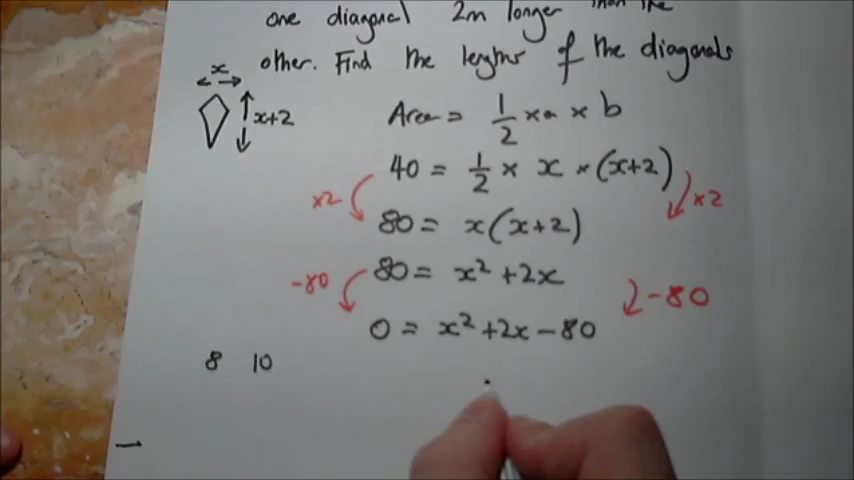 one diagonal 2m longer than the
other. Find the lengths of the diagonals
x
x+2
Area = 1/2 × a × b
40 = 1/2 × x × (x+2)
×2 ×2
80 = x(x+2)
80 = x² + 2x
-80 -80
0 = x² + 2x - 80
8 10